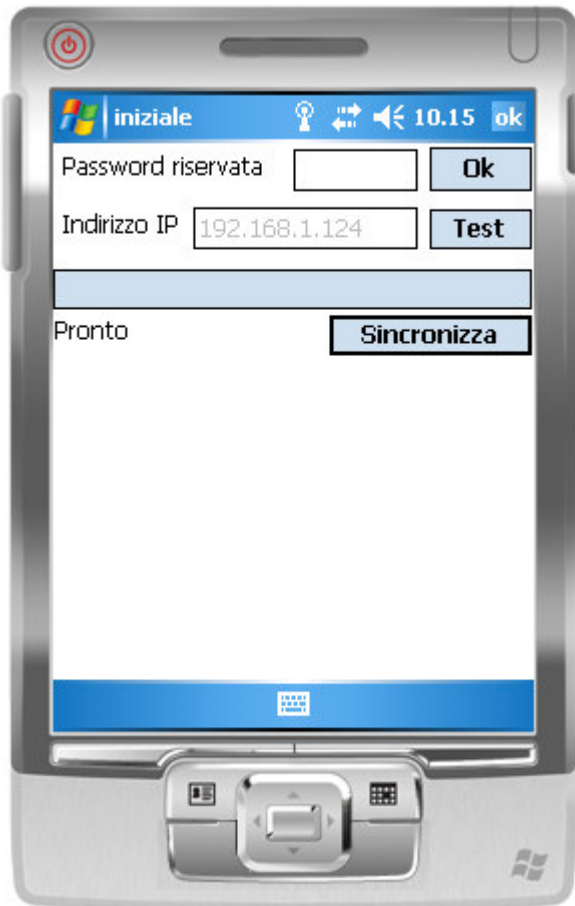 iniziale 10.15 ok
Password riservata Ok
Indirizzo IP 192.168.1.124 Test
Pronto Sincronizza